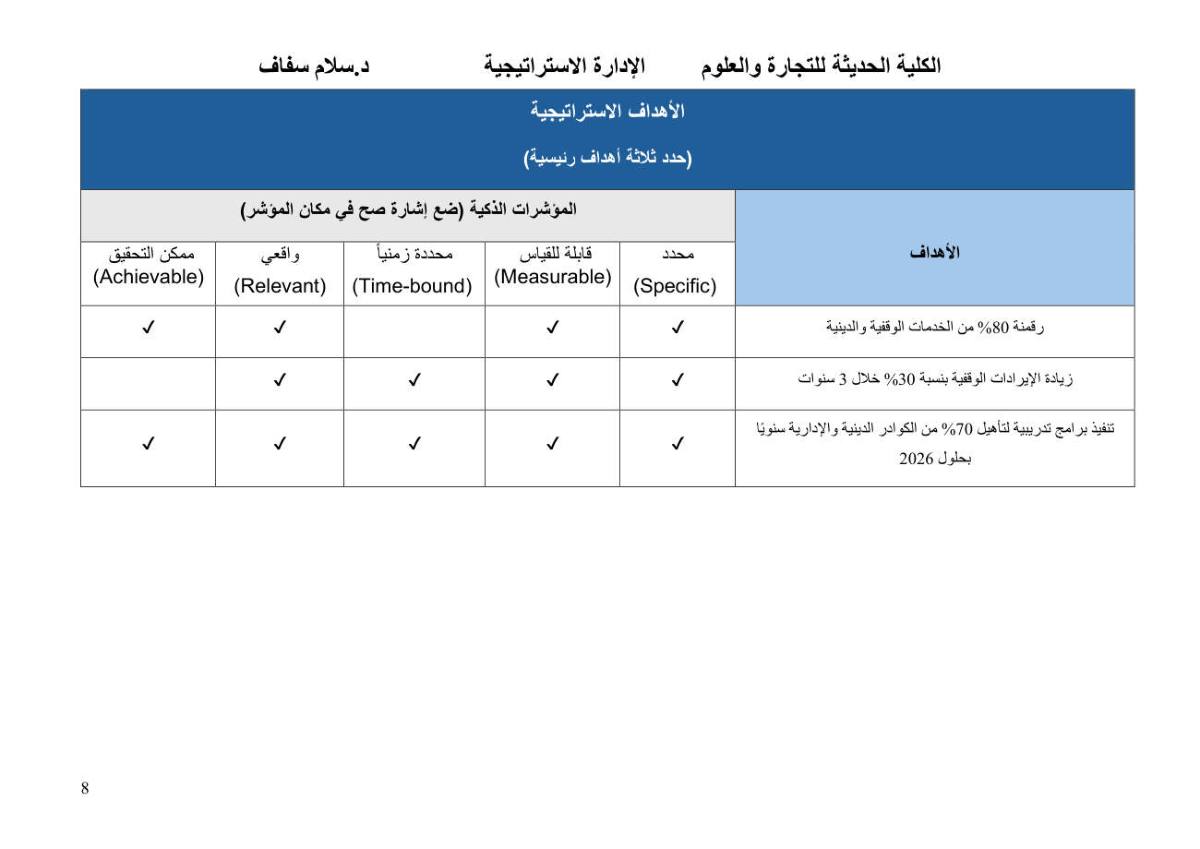 الكلية الحديثة للتجارة والعلوم الإدارة الاستراتيجية د.سلام سفاف
الأهداف الاستراتيجية
(حدد ثلاثة أهداف رئيسية)
الأهداف
المؤشرات الذكية (ضع إشارة صح في مكان المؤشر)
محدد
(Specific)
قابلة للقياس
(Measurable)
محددة زمنياً
(Time-bound)
واقعي
(Relevant)
ممكن التحقيق
(Achievable)
رقمنة 80% من الخدمات الوقفية والدينية ✓ ✓ ✓ ✓
زيادة الإيرادات الوقفية بنسبة 30% خلال 3 سنوات ✓ ✓ ✓ ✓
تنفيذ برامج تدريبية لتأهيل 70% من الكوادر الدينية والإدارية سنويًا
بحلول 2026 ✓ ✓ ✓ ✓ ✓
8